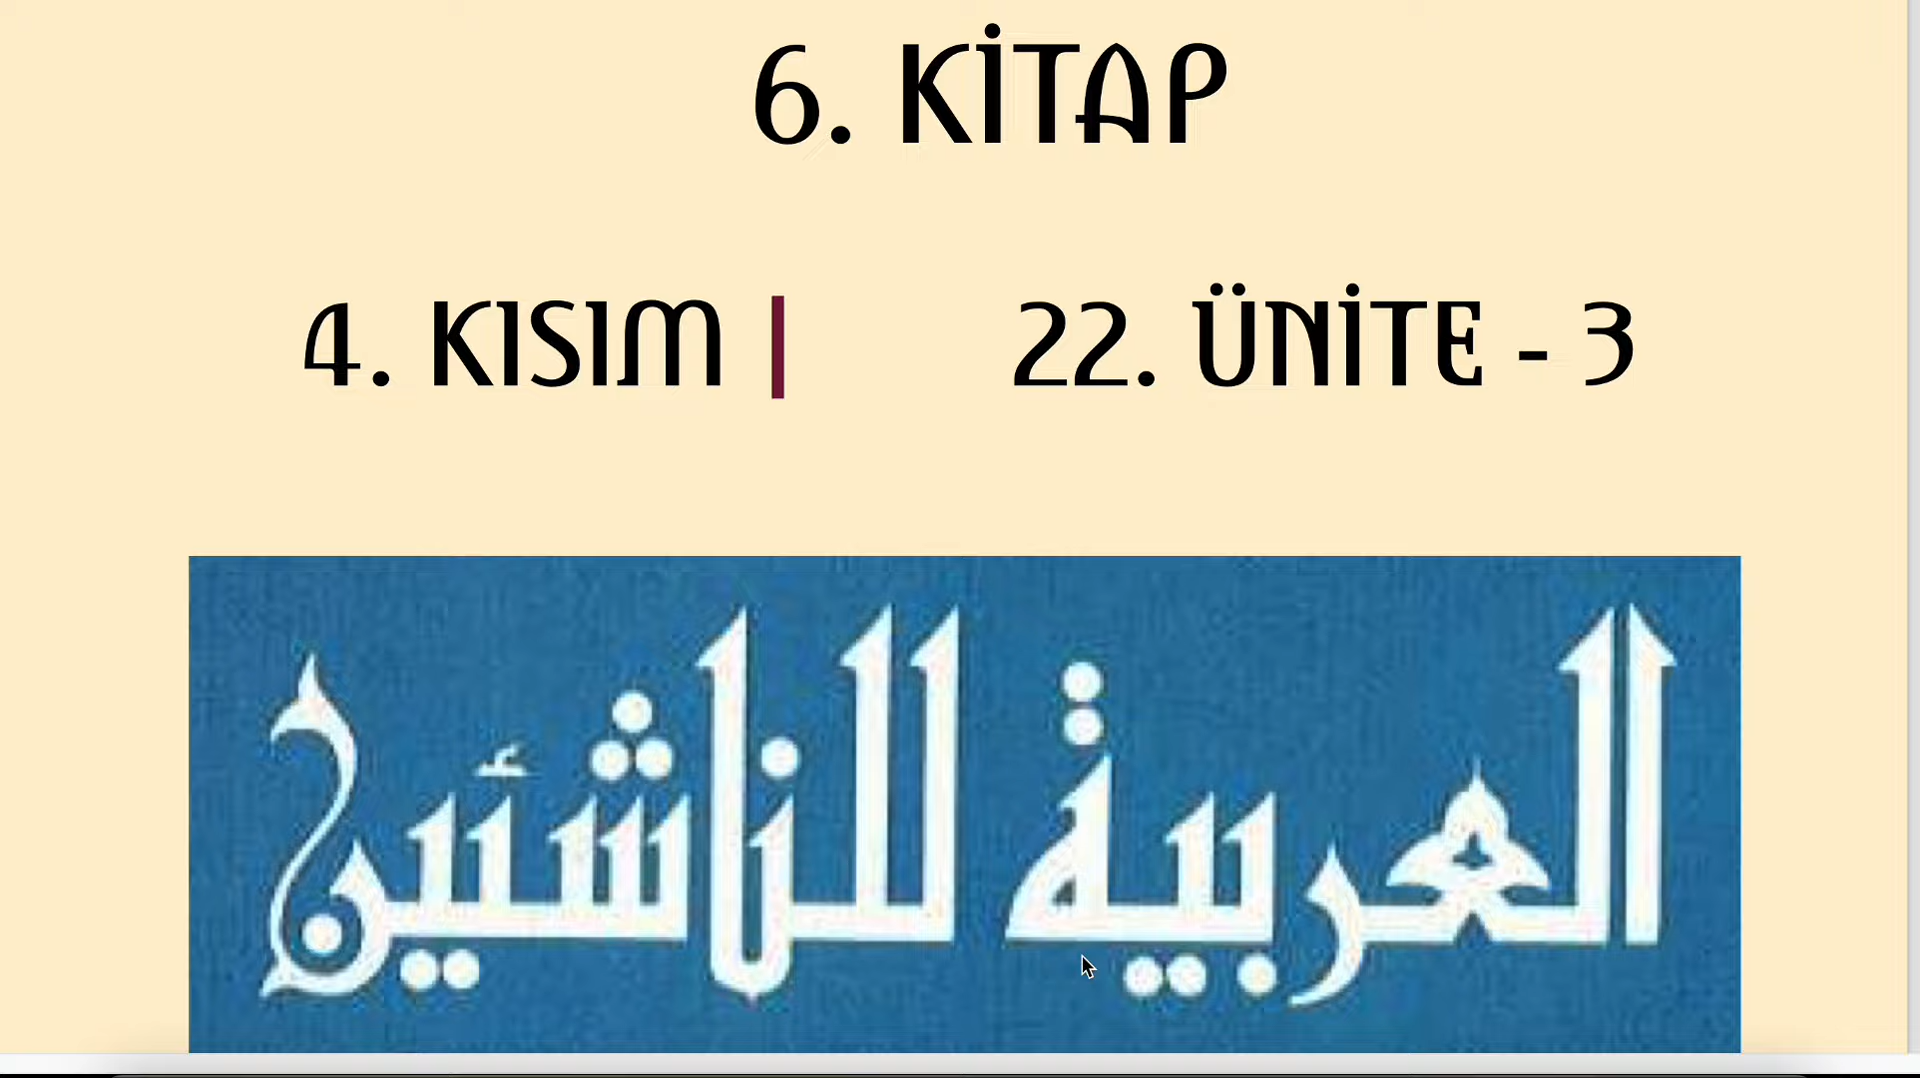 6. KİTAP
4. KISIM | 22. ÜNİTE - 3
العربية للناشئين